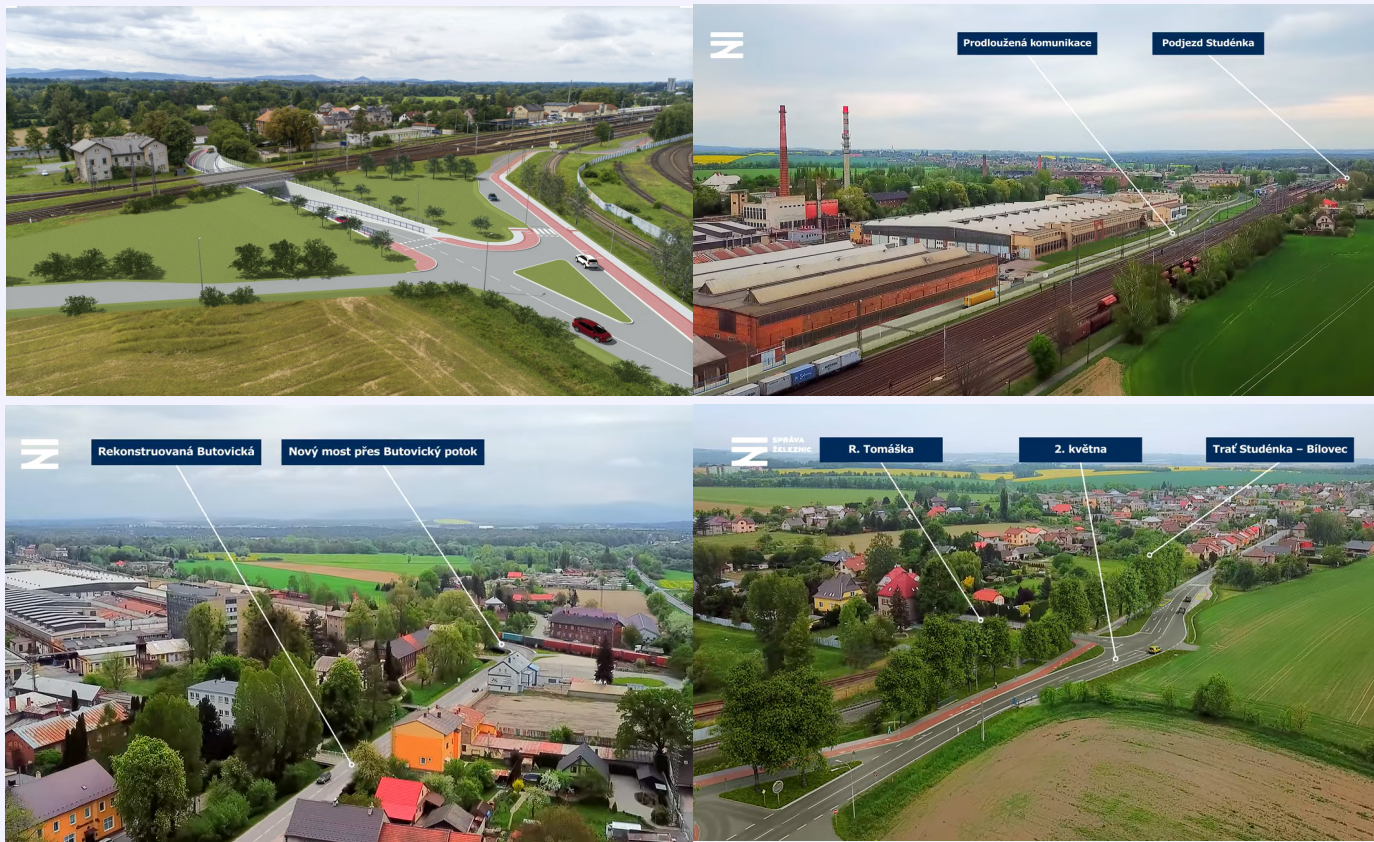 Prodloužená komunikace
Podjezd Studénka
Rekonstruovaná Butovická
Nový most přes Butovický potok
SPRÁVA
ŽELEZNIC
R. Tomáška
2. května
Trať Studénka – Bílovec